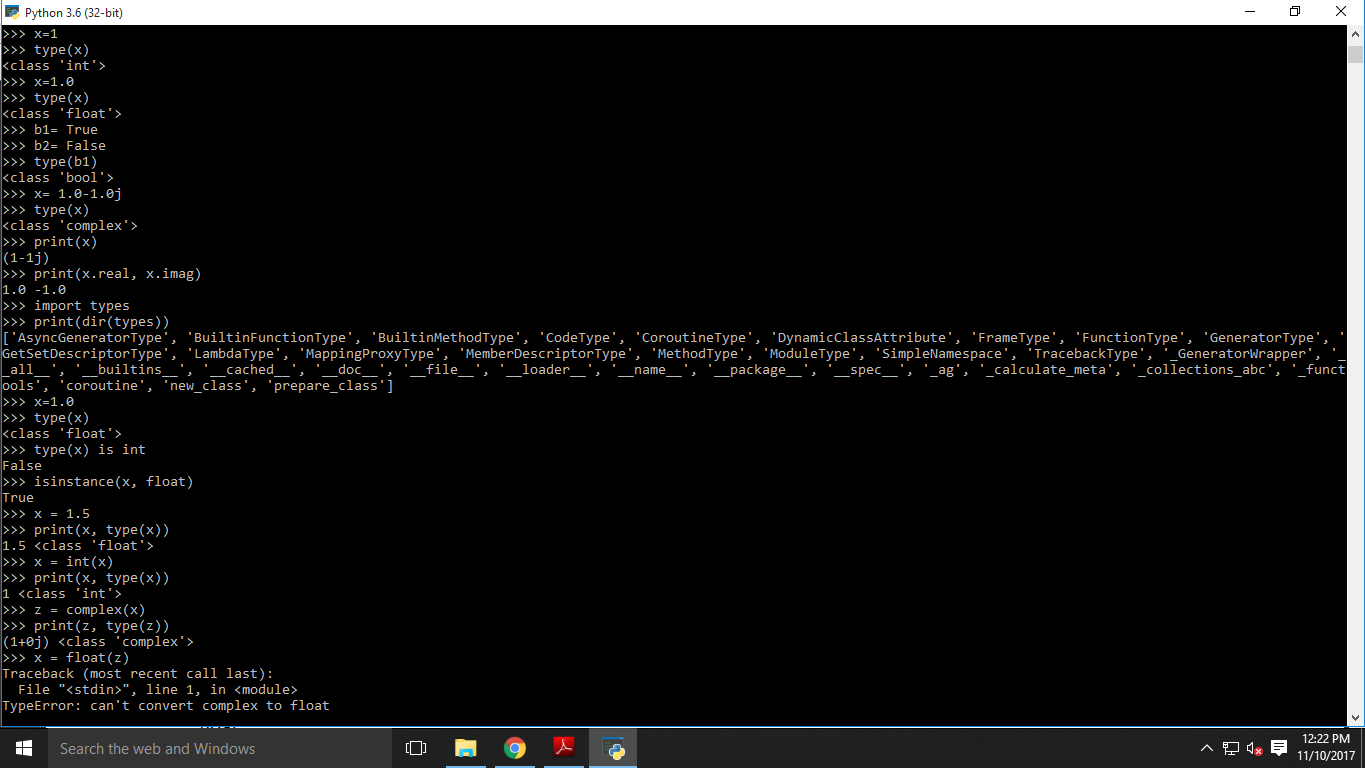 Python 3.6 (32-bit)
>>> x=1
>>> type(x)
<class 'int'>
>>> x=1.0
>>> type(x)
<class 'float'>
>>> b1= True
>>> b2= False
>>> type(b1)
<class 'bool'>
>>> x= 1.0-1.0j
>>> type(x)
<class 'complex'>
>>> print(x)
(1-1j)
>>> print(x.real, x.imag)
1.0 -1.0
>>> import types
>>> print(dir(types))
['AsyncGeneratorType', 'BuiltinFunctionType', 'BuiltinMethodType', 'CodeType', 'CoroutineType', 'DynamicClassAttribute', 'FrameType', 'FunctionType', 'GeneratorType', '
GetSetDescriptorType', 'LambdaType', 'MappingProxyType', 'MemberDescriptorType', 'MethodType', 'ModuleType', 'SimpleNamespace', 'TracebackType', '_GeneratorWrapper', '_
_all__', '__builtins__', '__cached__', '__doc__', '__file__', '__loader__', '__name__', '__package__', '__spec__', '_ag', '_calculate_meta', '_collections_abc', '_funct
ools', 'coroutine', 'new_class', 'prepare_class']
>>> x=1.0
>>> type(x)
<class 'float'>
>>> type(x) is int
False
>>> isinstance(x, float)
True
>>> x = 1.5
>>> print(x, type(x))
1.5 <class 'float'>
>>> x = int(x)
>>> print(x, type(x))
1 <class 'int'>
>>> z = complex(x)
>>> print(z, type(z))
(1+0j) <class 'complex'>
>>> x = float(z)
Traceback (most recent call last):
  File "<stdin>", line 1, in <module>
TypeError: can't convert complex to float
Search the web and Windows
12:22 PM
11/10/2017